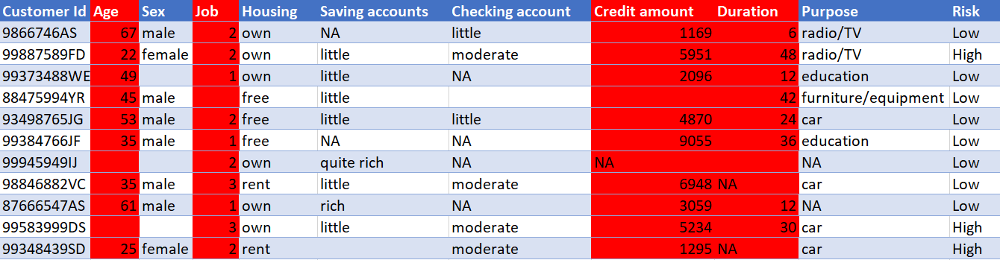 Customer Id Age Sex Job Housing Saving accounts Checking account Credit amount Duration Purpose Risk
9866746AS 67 male 2 own NA little 1169 6 radio/TV Low
99887589FD 22 female 2 own little moderate 5951 48 radio/TV High
99373488WE 49 1 own little NA 2096 12 education Low
88475994YR 45 male free little 42 furniture/equipment Low
93498765JG 53 male 2 free little little 4870 24 car Low
99384766JF 35 male 1 free NA NA 9055 36 education Low
99945949IJ 2 own quite rich NA NA NA Low
98846882VC 35 male 3 rent little moderate 6948 NA car Low
87666547AS 61 male 1 own rich NA 3059 12 NA Low
99583999DS 3 own little moderate 5234 30 car High
99348439SD 25 female 2 rent moderate 1295 NA car High